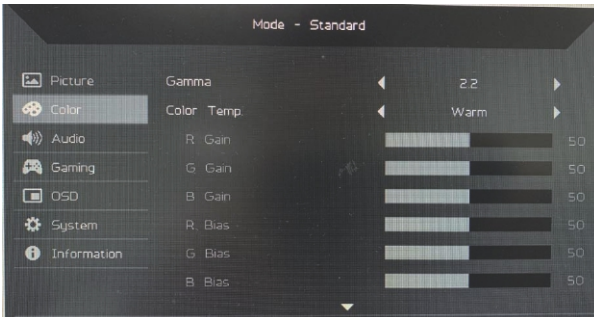 Mode - Standard
Picture
Gamma 2.2
Color
Color Temp. Warm
Audio
R Gain 50
Gaming
G Gain 50
OSD
B Gain 50
System
R. Bias 50
Information
G Bias 50
B Bias 50